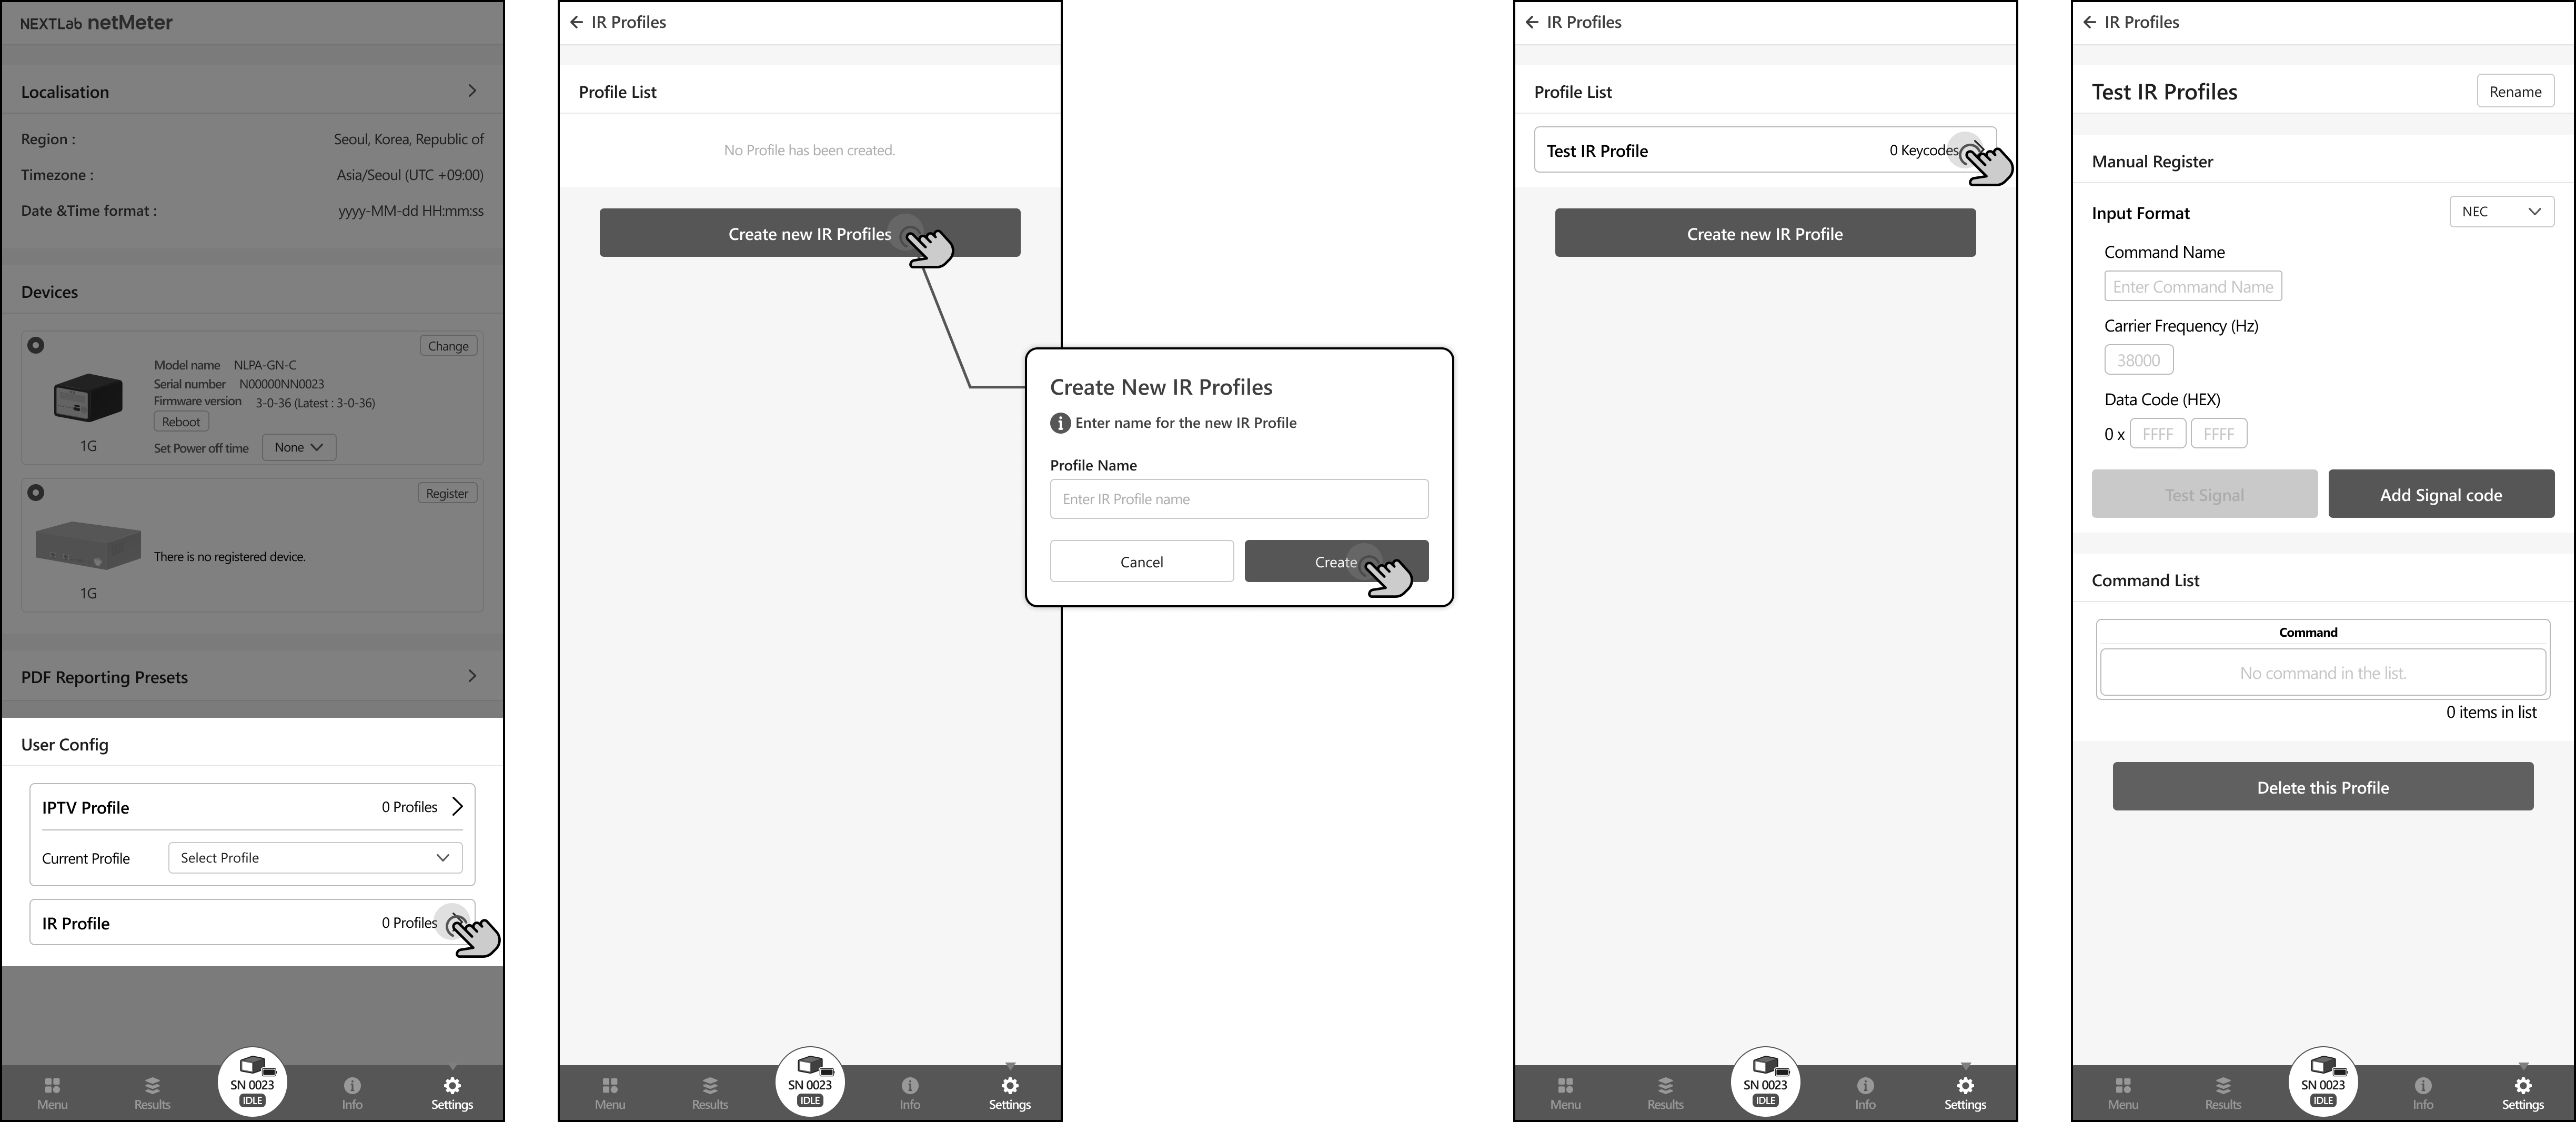 NEXTLab netMeter
Localisation
Region : Seoul, Korea, Republic of
Timezone : Asia/Seoul (UTC +09:00)
Date &Time format : yyyy-MM-dd HH:mm:ss
Devices
Change
Model name NLPA-GN-C
Serial number N00000NN0023
Firmware version 3-0-36 (Latest : 3-0-36)
Reboot
1G
Set Power off time None
Register
There is no registered device.
1G
PDF Reporting Presets
User Config
IPTV Profile 0 Profiles
Current Profile Select Profile
IR Profile 0 Profiles
Menu Results SN 0023 IDLE Info Settings
IR Profiles
Profile List
No Profile has been created.
Create new IR Profiles
Create New IR Profiles
Enter name for the new IR Profile
Profile Name
Enter IR Profile name
Cancel Create
Menu Results SN 0023 IDLE Info Settings
IR Profiles
Profile List
Test IR Profile 0 Keycodes
Create new IR Profile
Menu Results SN 0023 IDLE Info Settings
IR Profiles
Test IR Profiles Rename
Manual Register
Input Format NEC
Command Name
Enter Command Name
Carrier Frequency (Hz)
38000
Data Code (HEX)
0 x FFFF FFFF
Test Signal Add Signal code
Command List
Command
No command in the list.
0 items in list
Delete this Profile
Menu Results SN 0023 IDLE Info Settings